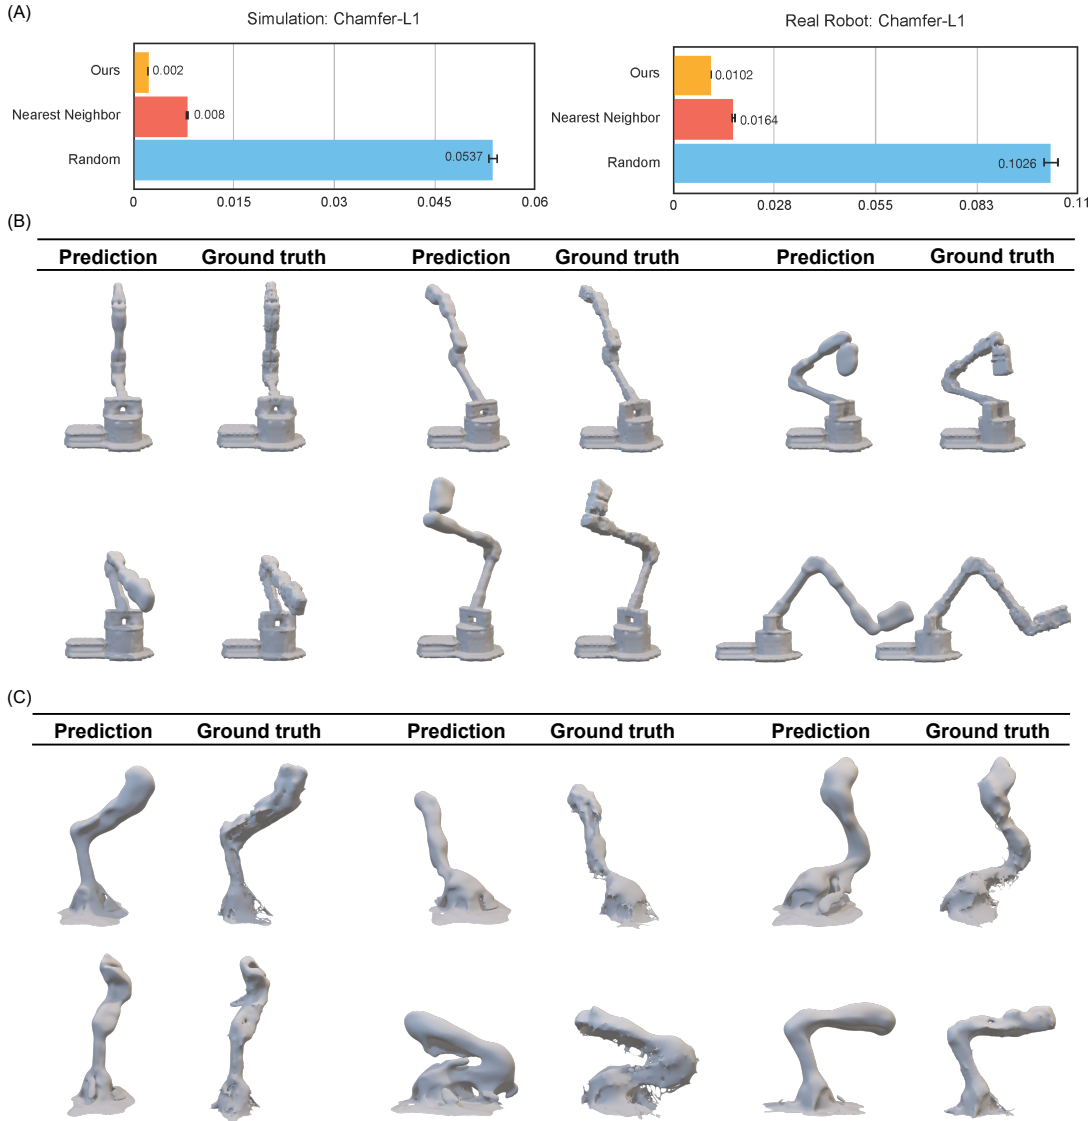 (A)
Simulation: Chamfer-L1
Ours
0.002
Nearest Neighbor
0.008
Random
0.0537
0 0.015 0.03 0.045 0.06
Real Robot: Chamfer-L1
Ours
0.0102
Nearest Neighbor
0.0164
Random
0.1026
0 0.028 0.055 0.083 0.11
(B)
Prediction Ground truth Prediction Ground truth Prediction Ground truth
(C)
Prediction Ground truth Prediction Ground truth Prediction Ground truth